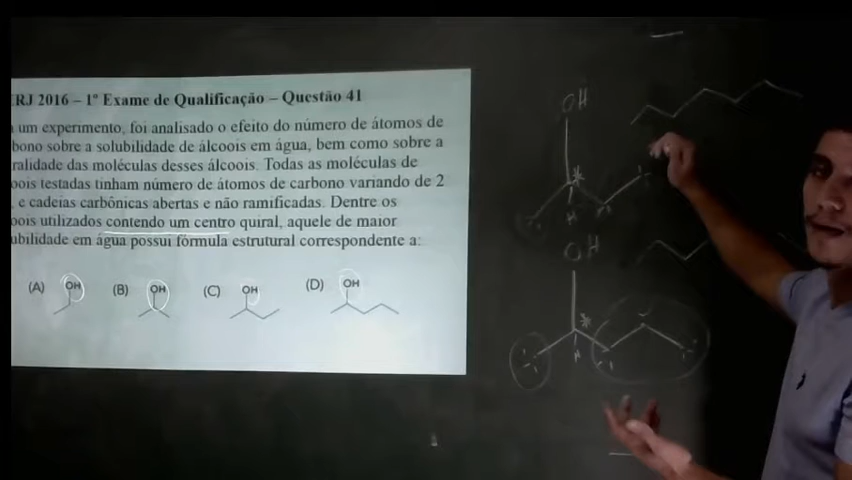 RJ 2016 – 1º Exame de Qualificação – Questão 41
um experimento, foi analisado o efeito do número de átomos de
bono sobre a solubilidade de álcoois em água, bem como sobre a
ralidade das moléculas desses álcoois. Todas as moléculas de
ois testadas tinham número de átomos de carbono variando de 2
, e cadeias carbônicas abertas e não ramificadas. Dentre os
ois utilizados contendo um centro quiral, aquele de maior
ubilidade em água possui fórmula estrutural correspondente a:
(A) OH (B) OH (C) OH (D) OH
OH
*
H
OH
*
H